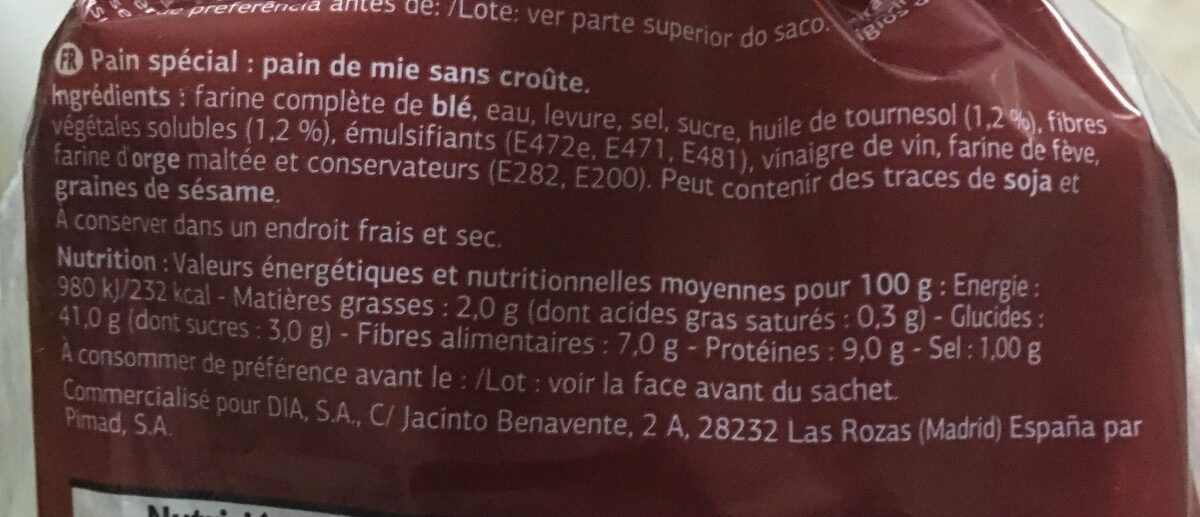 preferencia antes de: /Lote: ver parte superior do saco.
FR Pain spécial : pain de mie sans croûte.
Ingrédients : farine complète de blé, eau, levure, sel, sucre, huile de tournesol (1,2 %), fibres
végétales solubles (1,2 %), émulsifiants (E472e, E471, E481), vinaigre de vin, farine de fève,
farine d'orge maltée et conservateurs (E282, E200). Peut contenir des traces de soja et
graines de sésame.
À conserver dans un endroit frais et sec.
Nutrition : Valeurs énergétiques et nutritionnelles moyennes pour 100 g : Energie :
980 kJ/232 kcal - Matières grasses : 2,0 g (dont acides gras saturés : 0,3 g) - Glucides :
41,0 g (dont sucres : 3,0 g) - Fibres alimentaires : 7,0 g - Protéines : 9,0 g - Sel : 1,00 g
À consommer de préférence avant le : /Lot : voir la face avant du sachet.
Commercialisé pour DIA, S.A., C/ Jacinto Benavente, 2 A, 28232 Las Rozas (Madrid) España par
Pimad, S.A.